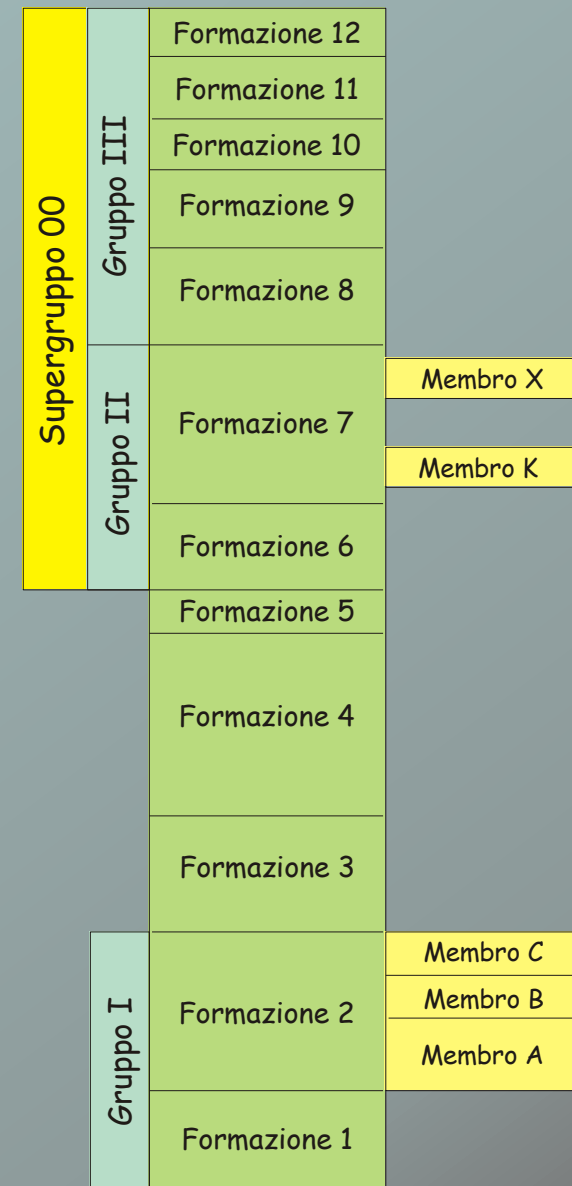 Supergruppo 00
Gruppo III
Gruppo II
Gruppo I
Formazione 12
Formazione 11
Formazione 10
Formazione 9
Formazione 8
Formazione 7
Formazione 6
Formazione 5
Formazione 4
Formazione 3
Formazione 2
Formazione 1
Membro X
Membro K
Membro C
Membro B
Membro A